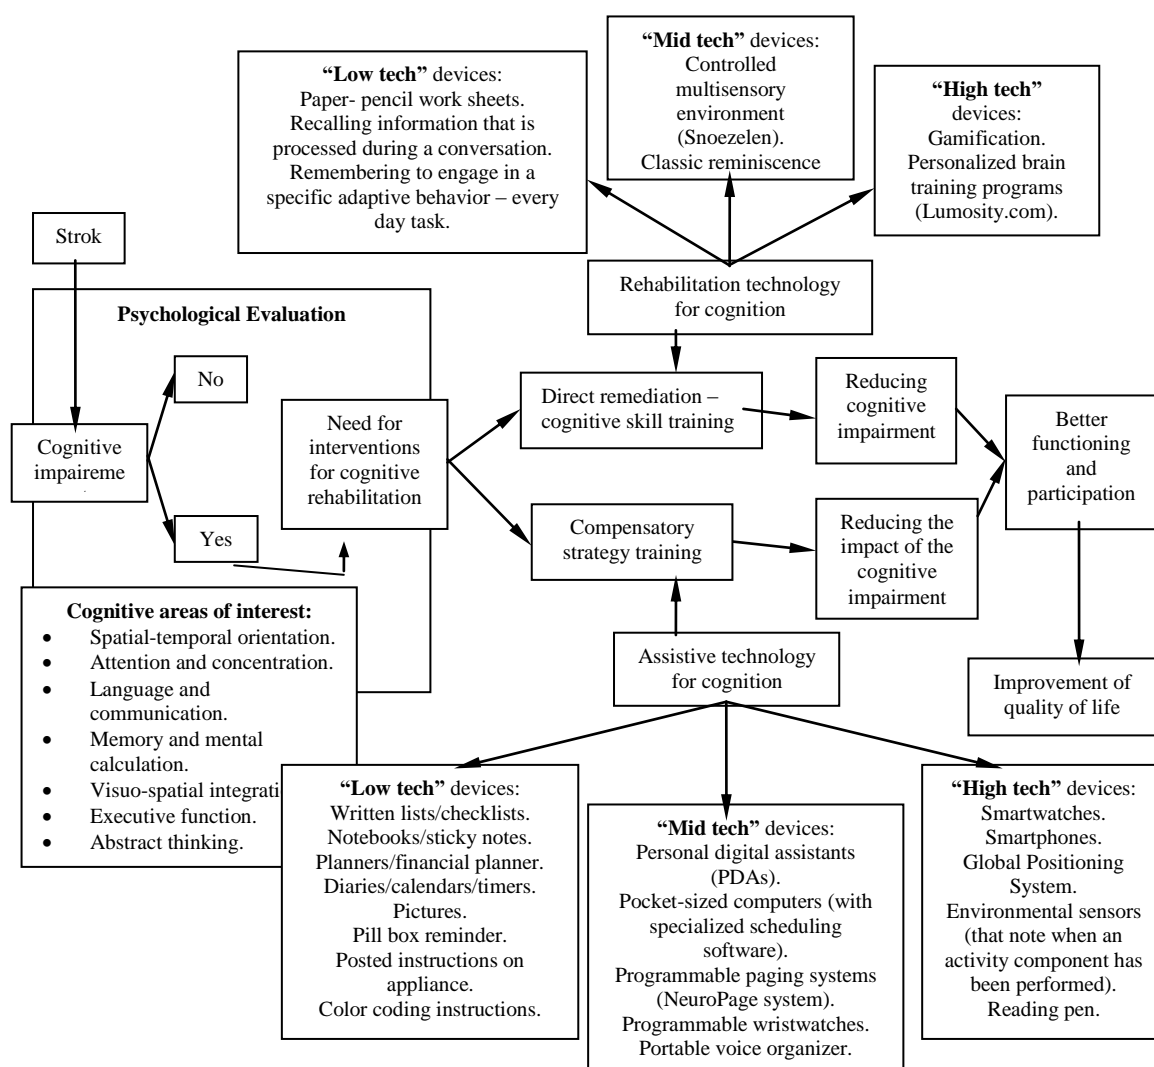 “Mid tech” devices:
Controlled
multisensory
environment
(Snoezelen).
Classic reminiscence
“Low tech” devices:
Paper- pencil work sheets.
Recalling information that is
processed during a conversation.
Remembering to engage in a
specific adaptive behavior – every
day task.
“High tech”
devices:
Gamification.
Personalized brain
training programs
(Lumosity.com).
Strok
Rehabilitation technology
for cognition
Psychological Evaluation
No
Cognitive
impaireme
Yes
Need for
interventions
for cognitive
rehabilitation
Direct remediation –
cognitive skill training
Reducing
cognitive
impairment
Better
functioning
and
participation
Compensatory
strategy training
Reducing the
impact of the
cognitive
impairment
Cognitive areas of interest:
• Spatial-temporal orientation.
• Attention and concentration.
• Language and
communication.
• Memory and mental
calculation.
• Visuo-spatial integrati
• Executive function.
• Abstract thinking.
Assistive technology
for cognition
Improvement of
quality of life
“Low tech” devices:
Written lists/checklists.
Notebooks/sticky notes.
Planners/financial planner.
Diaries/calendars/timers.
Pictures.
Pill box reminder.
Posted instructions on
appliance.
Color coding instructions.
“Mid tech” devices:
Personal digital assistants
(PDAs).
Pocket-sized computers (with
specialized scheduling
software).
Programmable paging systems
(NeuroPage system).
Programmable wristwatches.
Portable voice organizer.
“High tech” devices:
Smartwatches.
Smartphones.
Global Positioning
System.
Environmental sensors
(that note when an
activity component has
been performed).
Reading pen.